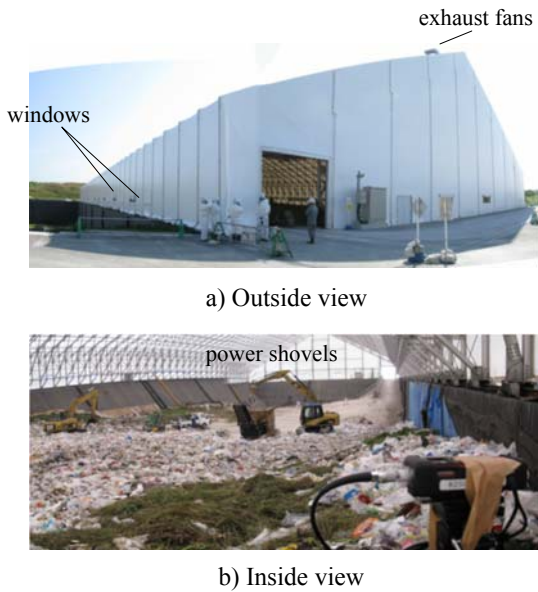 exhaust fans
windows
a) Outside view
power shovels
b) Inside view